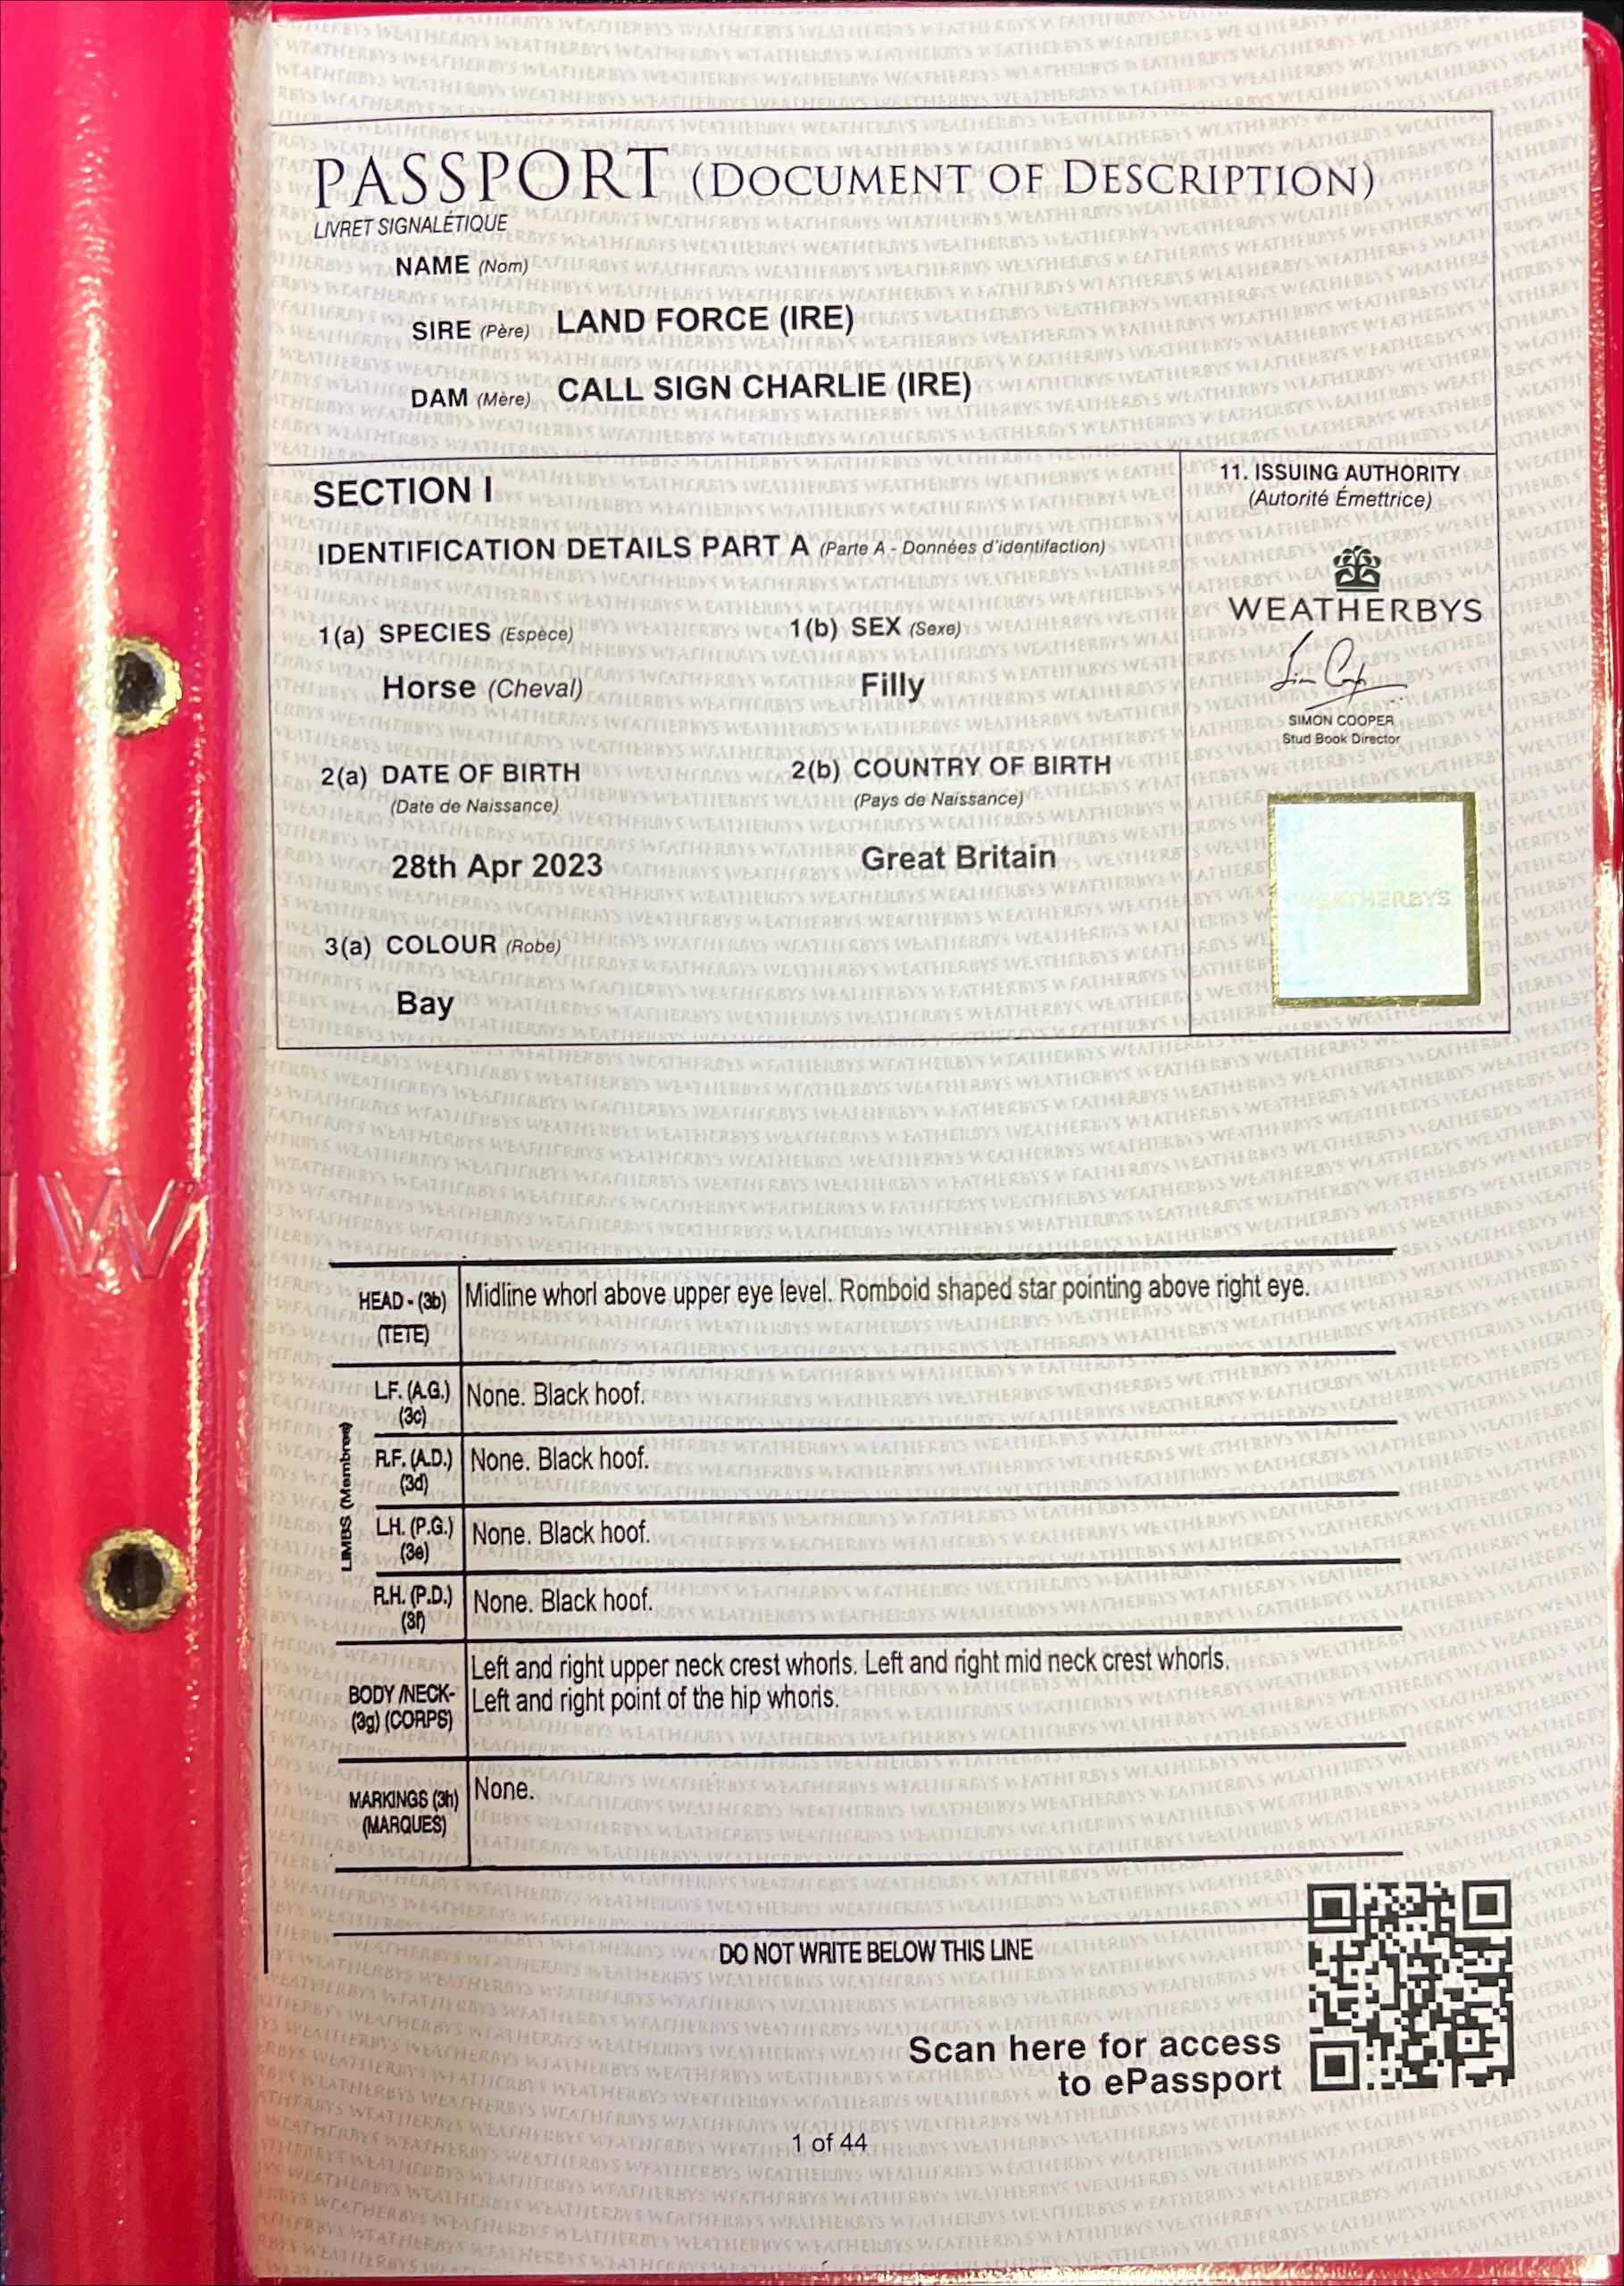 PASSPORT (DOCUMENT OF DESCRIPTION)
LIVRET SIGNALÉTIQUE
NAME (Nom)
SIRE (Père) LAND FORCE (IRE)
DAM (Mère) CALL SIGN CHARLIE (IRE)
SECTION I
IDENTIFICATION DETAILS PART A (Parte A - Données d'identifaction)
11. ISSUING AUTHORITY
(Autorité Émettrice)
WEATHERBYS
SIMON COOPER
Stud Book Director
WEATHERBYS
1(a) SPECIES (Espèce) 1(b) SEX (Sexe)
Horse (Cheval) Filly
2(a) DATE OF BIRTH 2(b) COUNTRY OF BIRTH
(Date de Naissance) (Pays de Naissance)
28th Apr 2023 Great Britain
3(a) COLOUR (Robe)
Bay
W
HEAD - (3b) Midline whorl above upper eye level. Romboid shaped star pointing above right eye.
(TETE)
LIMBS (Membres)
LF. (A.G.) None. Black hoof.
(3c)
R.F. (A.D.) None. Black hoof.
(3d)
LH. (P.G.) None. Black hoof.
(3e)
R.H. (P.D.) None. Black hoof.
(3f)
Left and right upper neck crest whorls. Left and right mid neck crest whorls.
BODY /NECK- Left and right point of the hip whorls.
(3g) (CORPS)
MARKINGS (3h) None.
(MARQUES)
DO NOT WRITE BELOW THIS LINE
Scan here for access
to ePassport
1 of 44